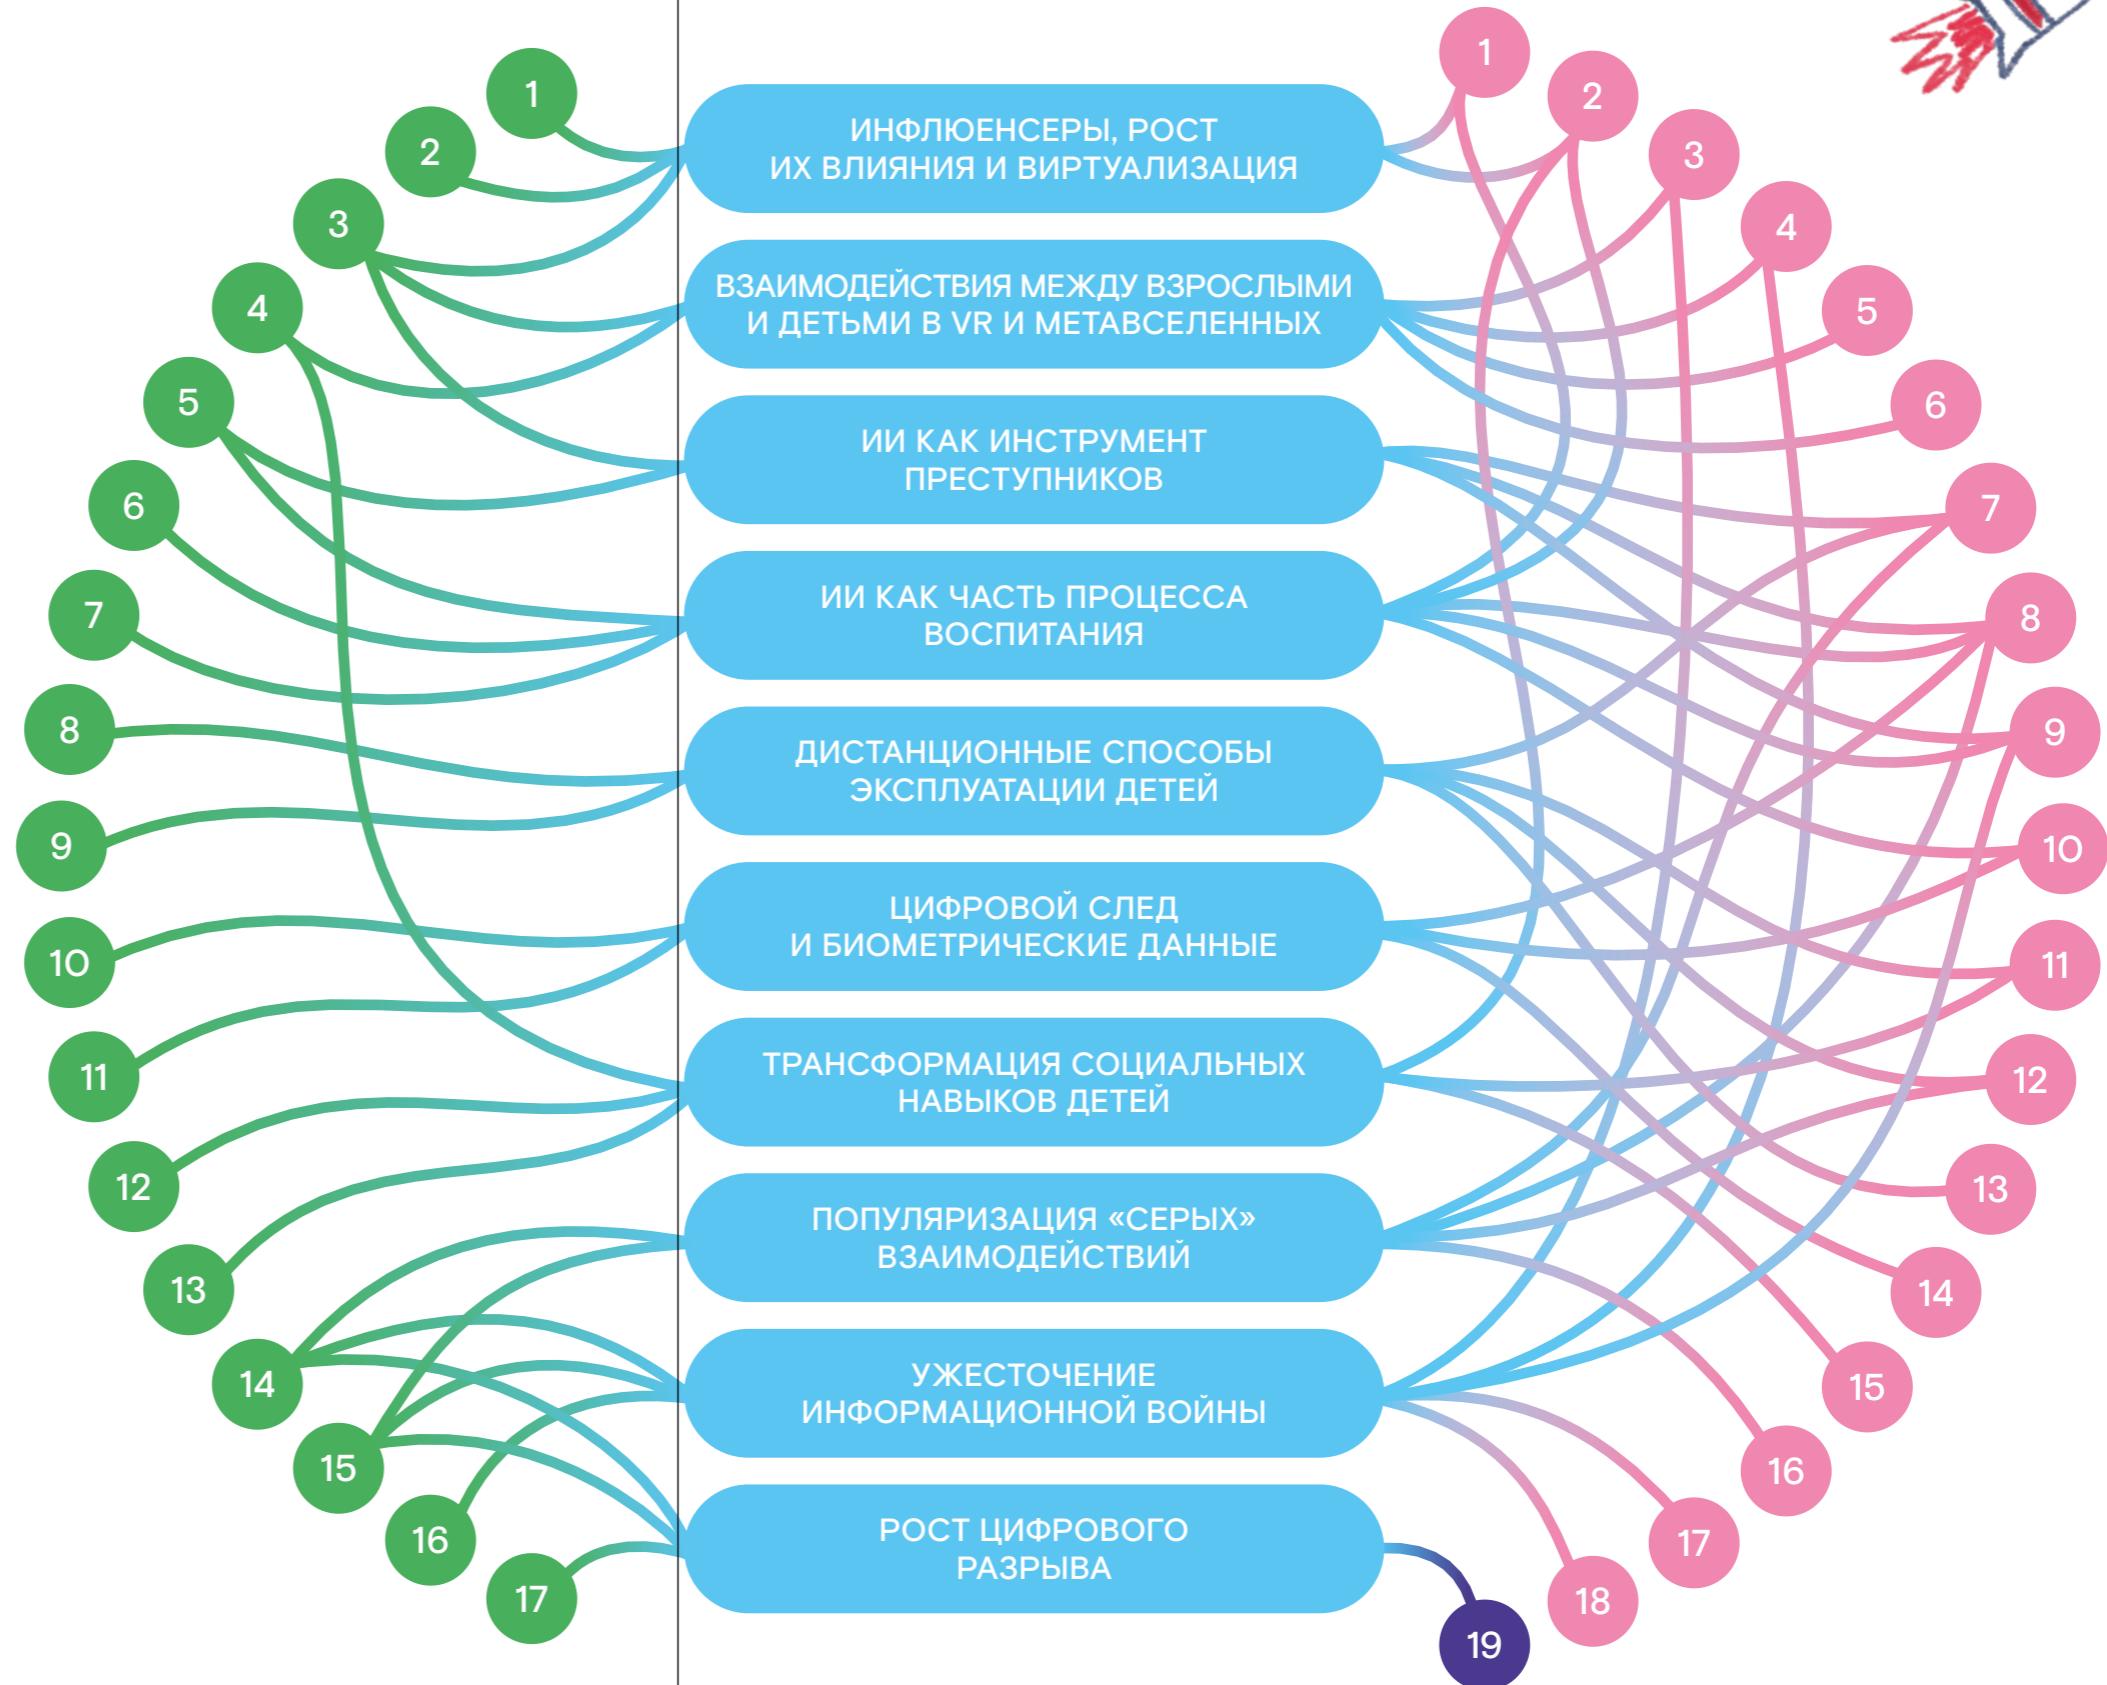 1
2
3
4
5
6
7
8
9
10
11
12
13
14
15
16
17
ИНФЛЮЕНСЕРЫ, РОСТ
ИХ ВЛИЯНИЯ И ВИРТУАЛИЗАЦИЯ
ВЗАИМОДЕЙСТВИЯ МЕЖДУ ВЗРОСЛЫМИ
И ДЕТЬМИ В VR И МЕТАВСЕЛЕННЫХ
ИИ КАК ИНСТРУМЕНТ
ПРЕСТУПНИКОВ
ИИ КАК ЧАСТЬ ПРОЦЕССА
ВОСПИТАНИЯ
ДИСТАНЦИОННЫЕ СПОСОБЫ
ЭКСПЛУАТАЦИИ ДЕТЕЙ
ЦИФРОВОЙ СЛЕД
И БИОМЕТРИЧЕСКИЕ ДАННЫЕ
ТРАНСФОРМАЦИЯ СОЦИАЛЬНЫХ
НАВЫКОВ ДЕТЕЙ
ПОПУЛЯРИЗАЦИЯ «СЕРЫХ»
ВЗАИМОДЕЙСТВИЙ
УЖЕСТОЧЕНИЕ
ИНФОРМАЦИОННОЙ ВОЙНЫ
РОСТ ЦИФРОВОГО
РАЗРЫВА
1
2
3
4
5
6
7
8
9
10
11
12
13
14
15
16
17
18
19